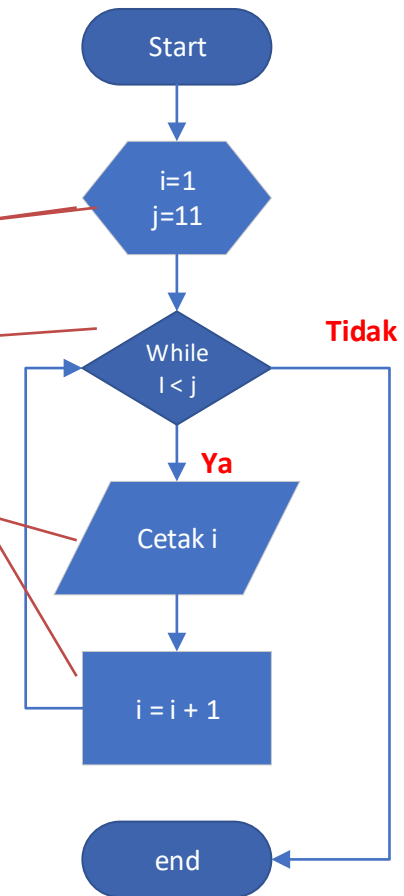 Start
i=1
j=11
While
I < j
Tidak
Ya
Cetak i
i = i + 1
end